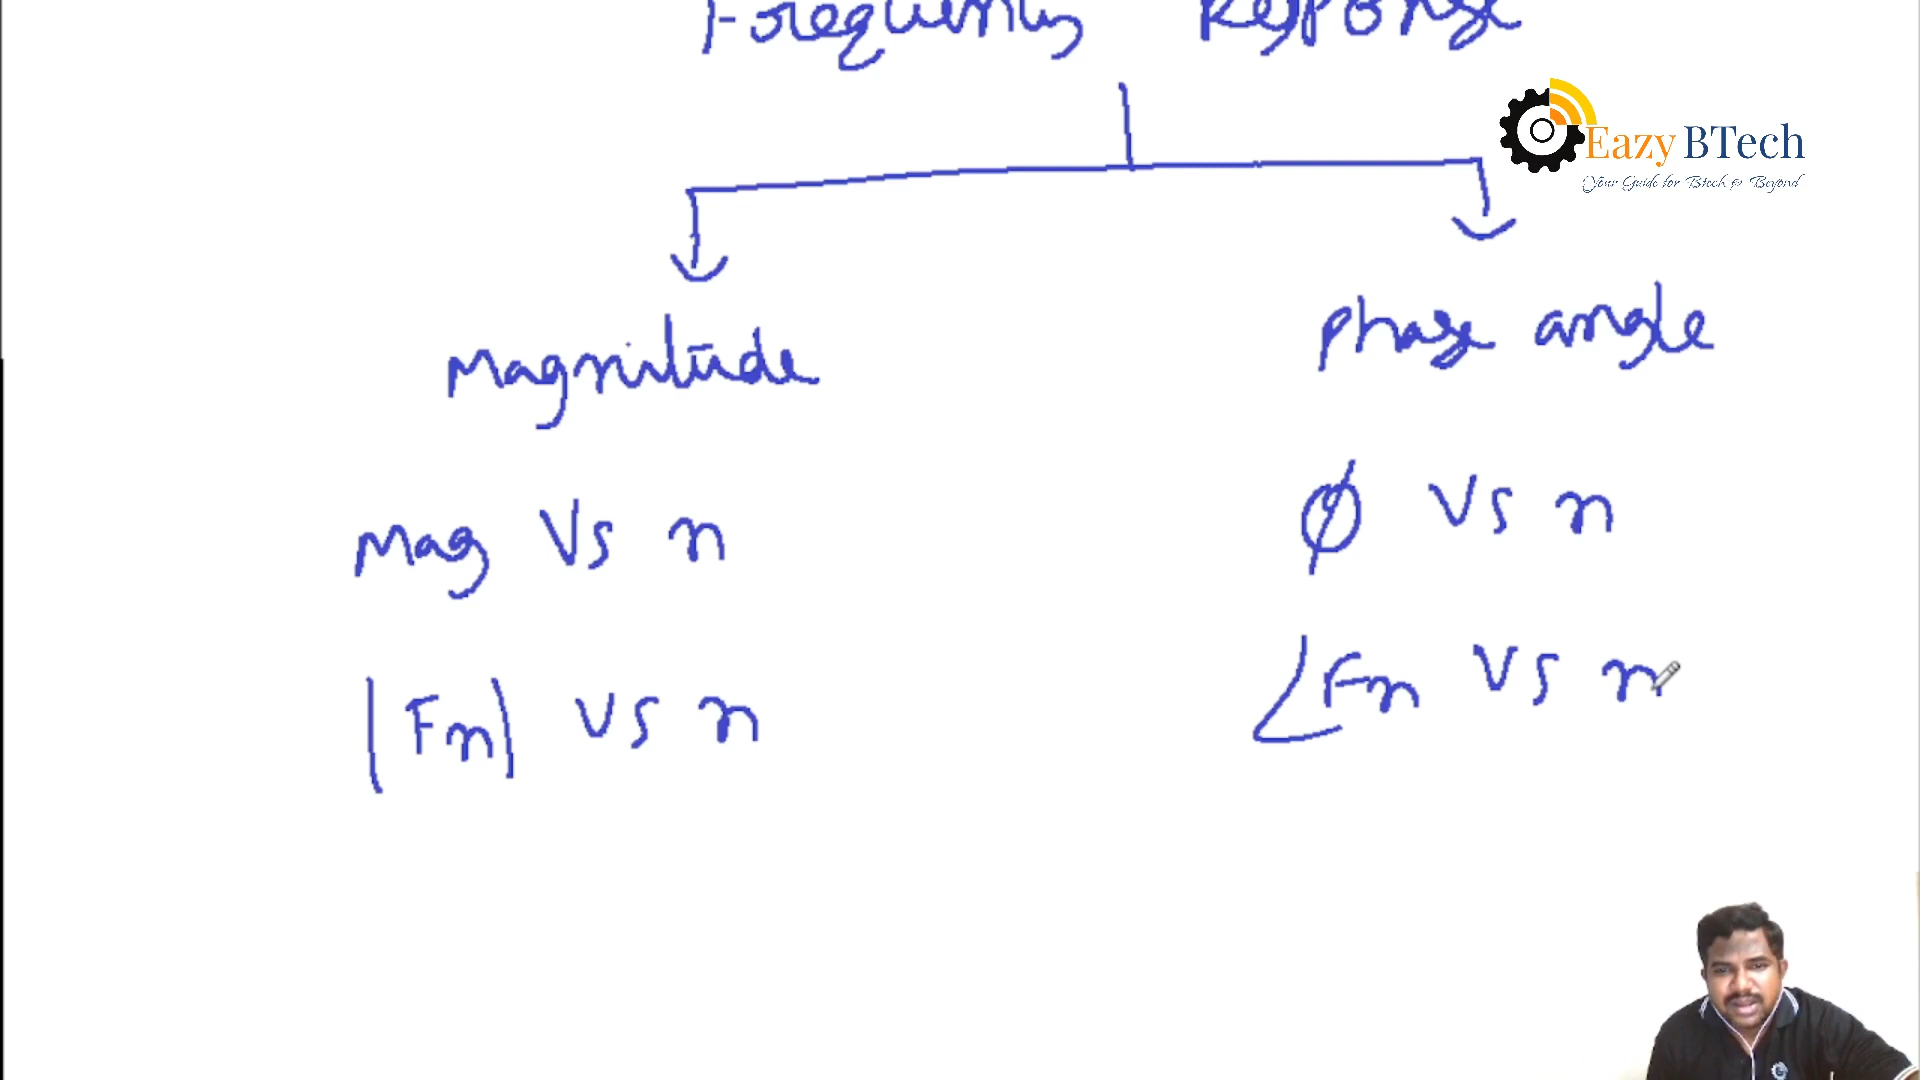 Frequency Response
Eazy BTech
Your Guide for Btech & Beyond
Magnitude
Phase angle
Mag Vs n
Ø Vs n
|Fn| Vs n
∠Fn Vs n